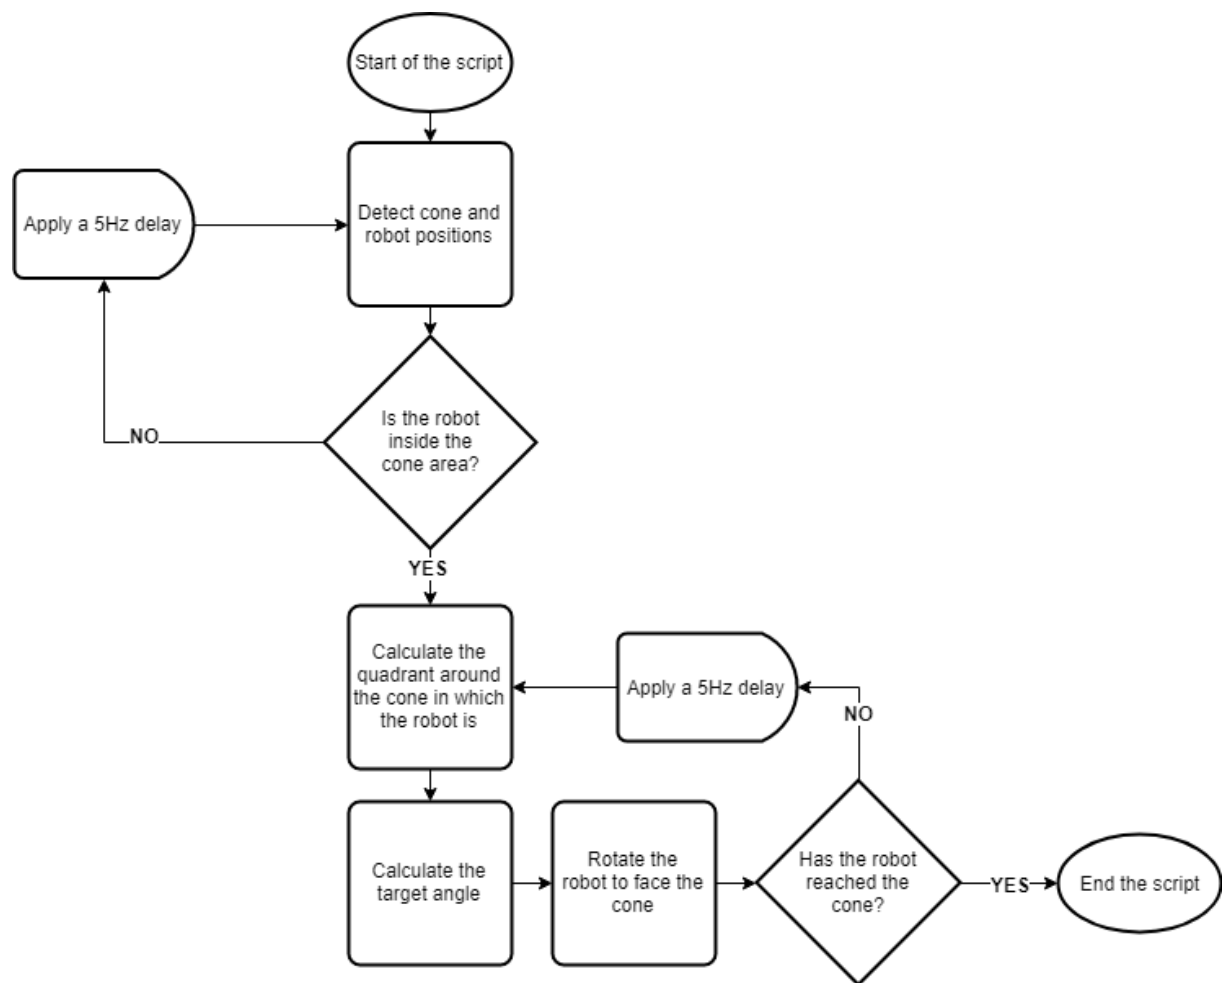 Start of the script
Detect cone and
robot positions
Apply a 5Hz delay
Is the robot
inside the
cone area?
NO
YES
Calculate the
quadrant around
the cone in which
the robot is
Apply a 5Hz delay
NO
Calculate the
target angle
Rotate the
robot to face the
cone
Has the robot
reached the
cone?
YES
End the script